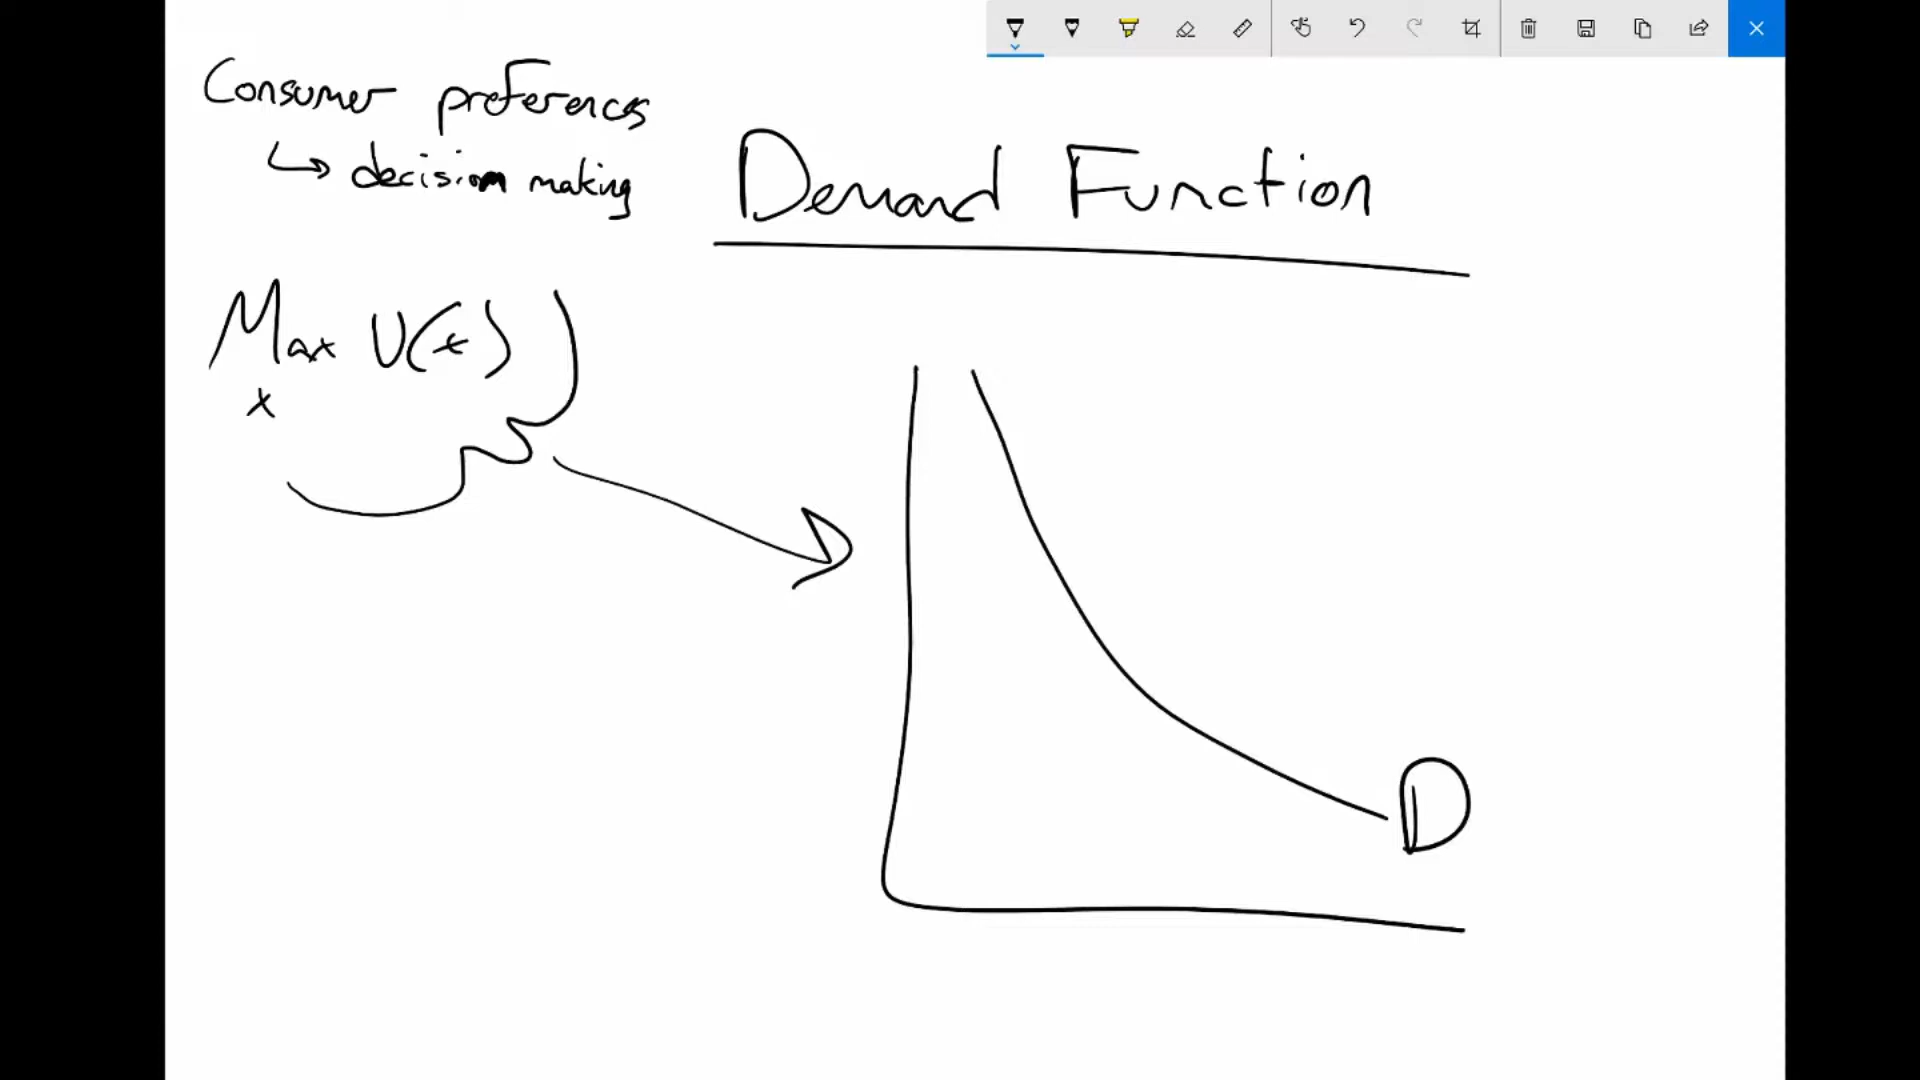 Consumer preferences
↳ decision making
Demand Function
Max U(x)
x
D